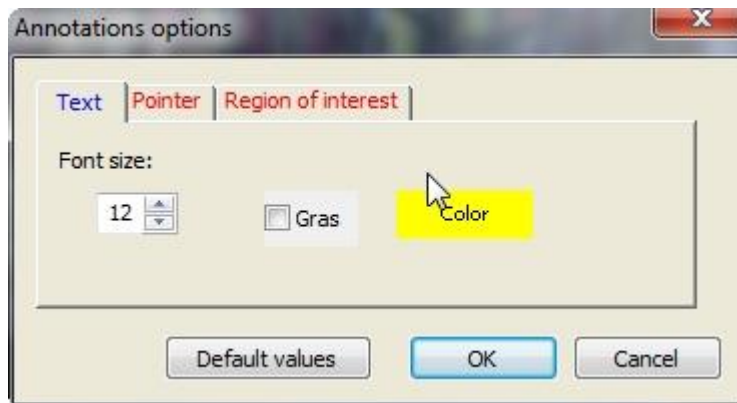 Annotations options
Text Pointer Region of interest
Font size:
12 Gras Color
Default values OK Cancel